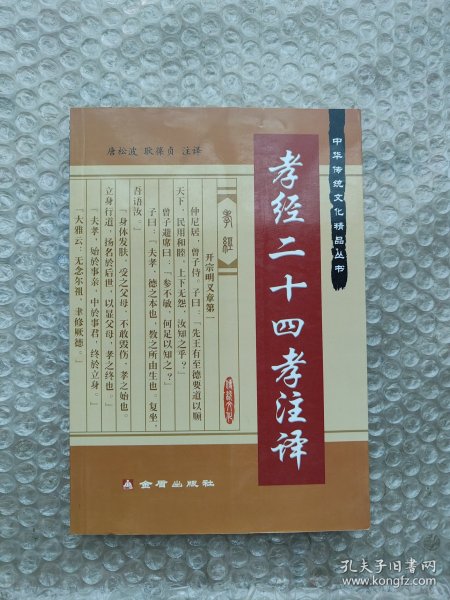 中华传统文化精品丛书
孝经二十四孝注译
唐松波 耿葆贞 注译
孝经
开宗明义章第一
仲尼居，曾子侍。子曰：“先王有至德要道以顺
天下，民用和睦，上下无怨。汝知之乎？”
曾子避席曰：“参不敏，何足以知之？”
子曰：“夫孝，德之本也，教之所由生也。复坐，
吾语汝。”
“身体发肤，受之父母，不敢毁伤，孝之始也。
立身行道，扬名於后世，以显父母，孝之终也。”
“夫孝，始於事亲，中於事君，终於立身。”
“大雅云：无念尔祖，聿修厥德。”
传统文化
金盾出版社
孔夫子旧书网
www.kongfz.com